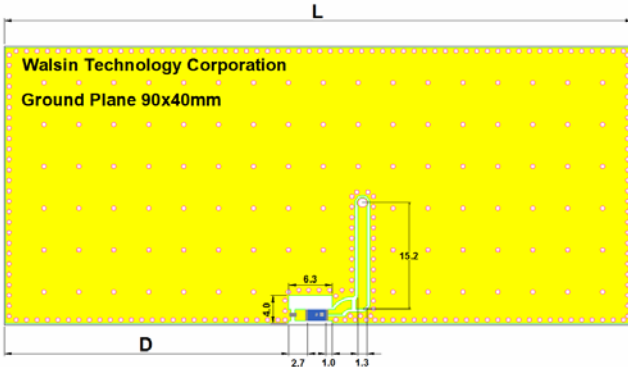 L
Walsin Technology Corporation
Ground Plane 90x40mm
15.2
6.3
4.0
D
2.7
1.0
1.3